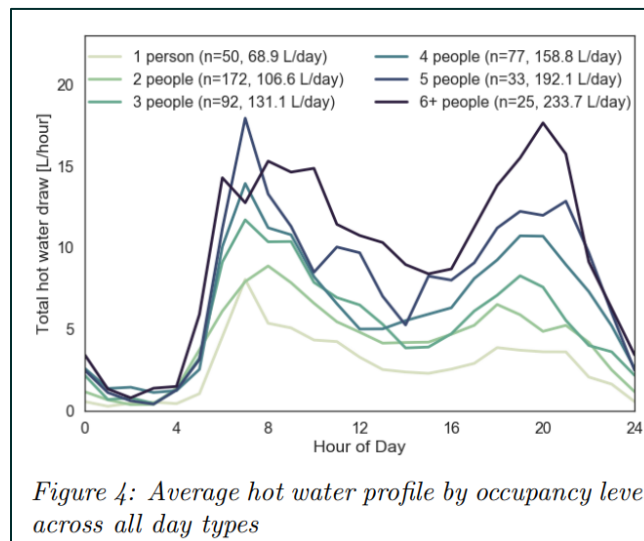 Total hot water draw [L/hour]
20
15
10
5
0
1 person (n=50, 68.9 L/day)
2 people (n=172, 106.6 L/day)
3 people (n=92, 131.1 L/day)
4 people (n=77, 158.8 L/day)
5 people (n=33, 192.1 L/day)
6+ people (n=25, 233.7 L/day)
0 4 8 12 16 20 24
Hour of Day
Figure 4: Average hot water profile by occupancy leve
across all day types